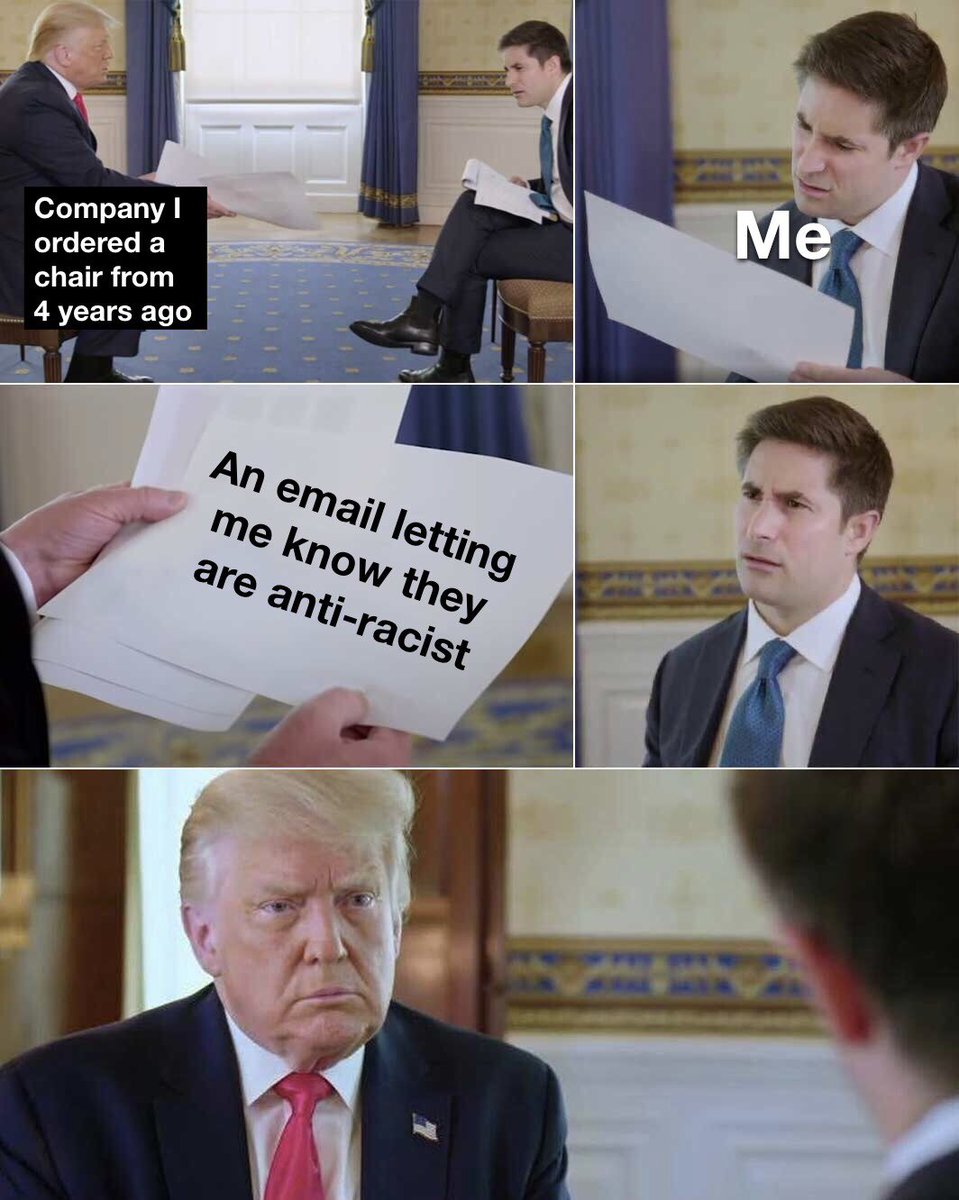 Company I
ordered a
chair from
4 years ago
Me
An email letting
me know they
are anti-racist